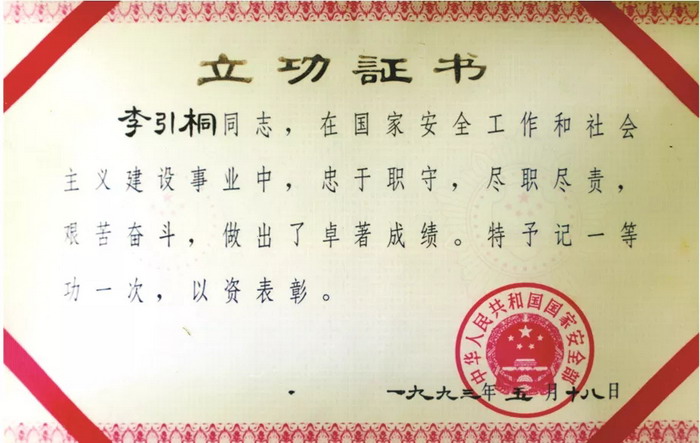 立功証书
李引桐同志，在国家安全工作和社会
主义建设事业中，忠于职守，尽职尽责，
艰苦奋斗，做出了卓著成绩。特予记一等
功一次，以资表彰。
中华人民共和国国家安全部
一九九三年五月十八日